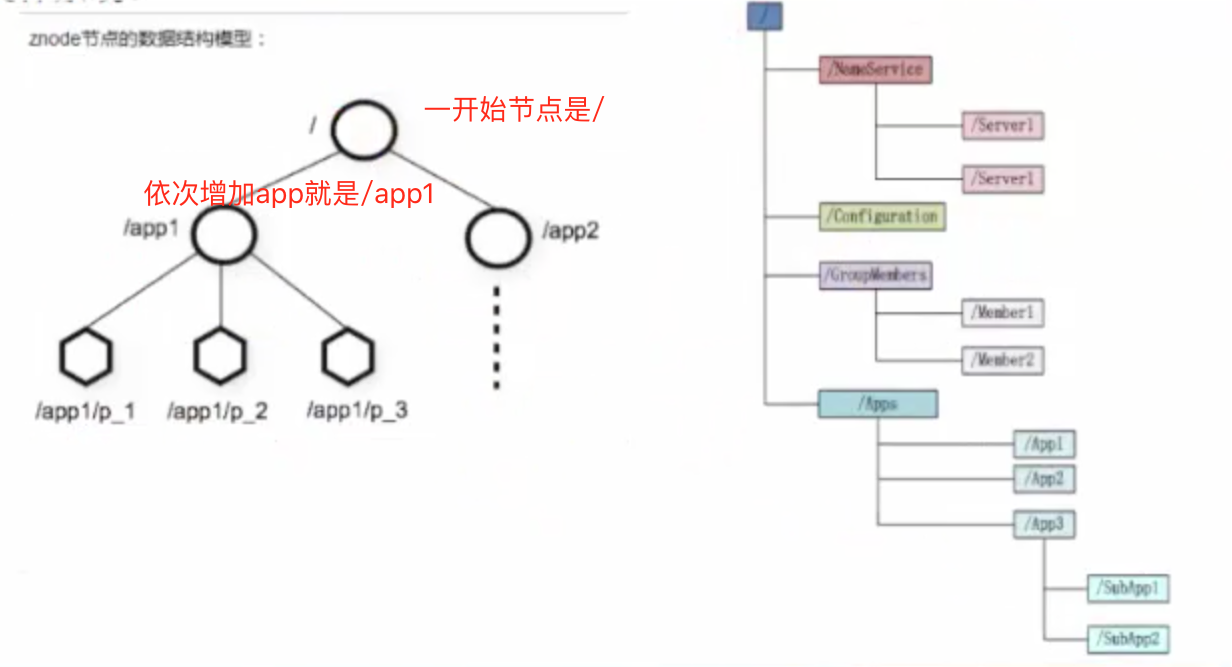 znode节点的数据结构模型：
/
一开始节点是/
依次增加app就是/app1
/app1
/app2
/app1/p_1
/app1/p_2
/app1/p_3
/
/NameService
/Server1
/Server1
/Configuration
/GroupMembers
/Member1
/Member2
/Apps
/App1
/App2
/App3
/SubApp1
/SubApp2